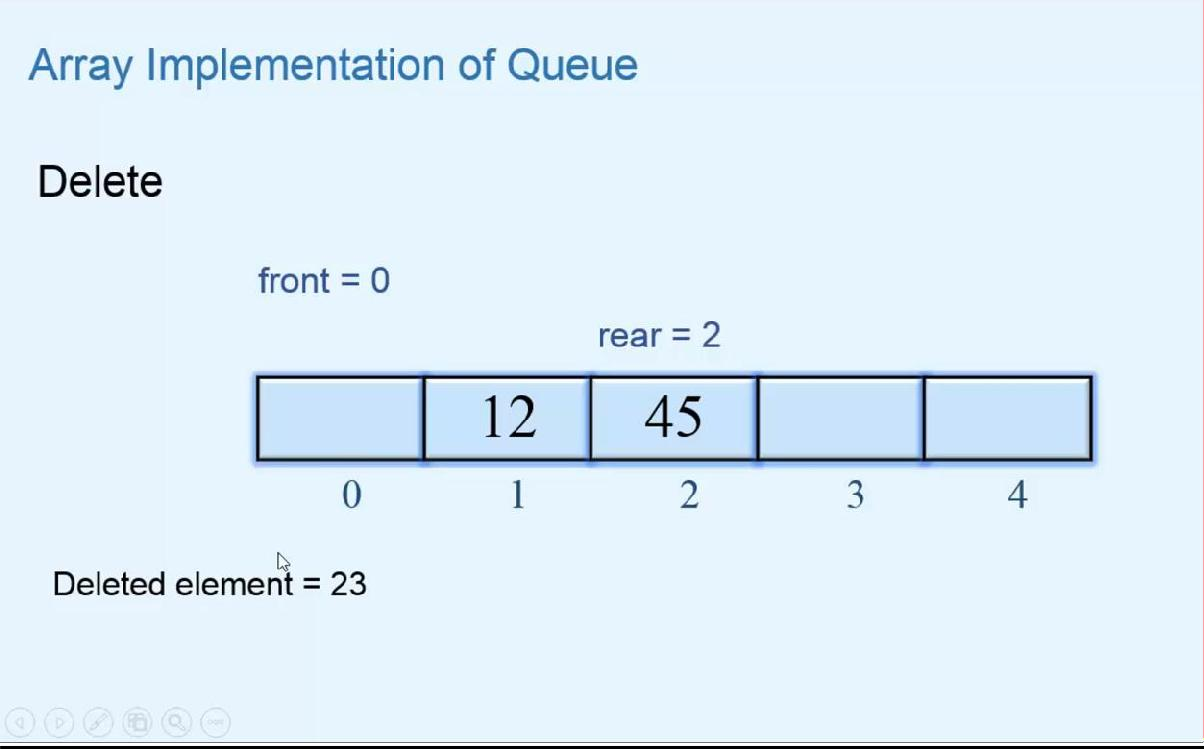 Array Implementation of Queue
Delete
front = 0
rear = 2
12 45
0 1 2 3 4
Deleted element = 23